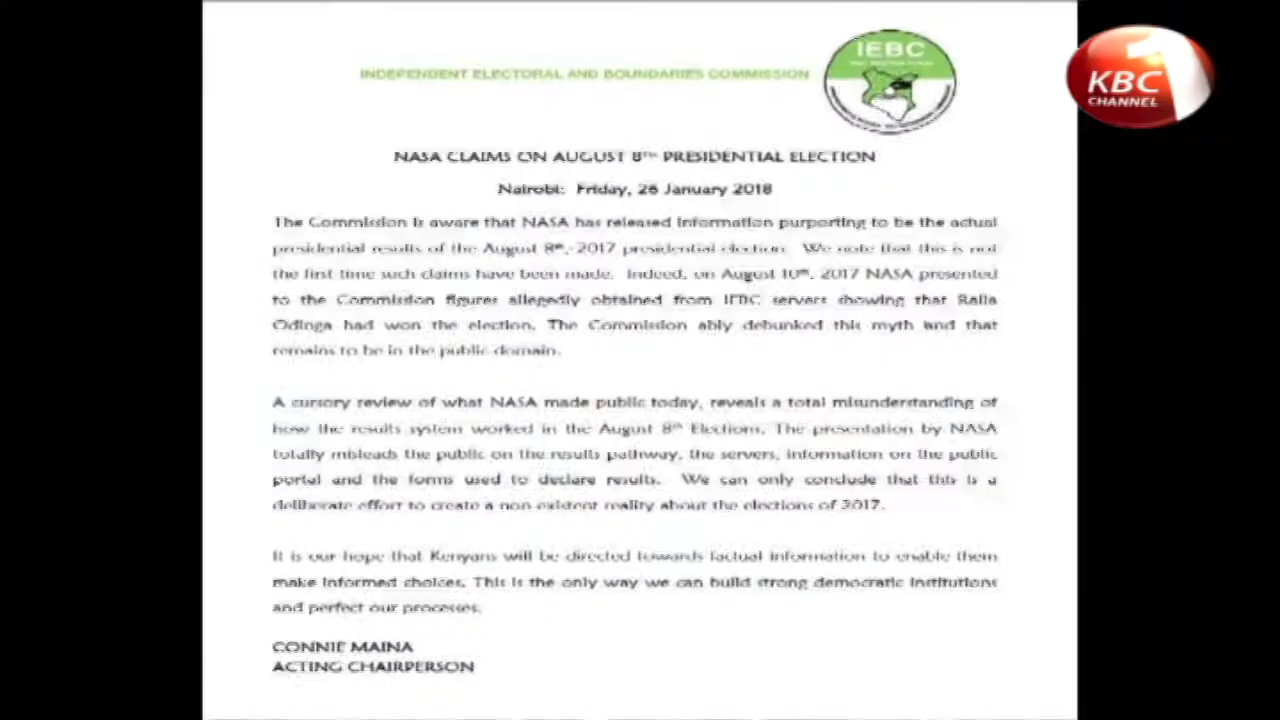 INDEPENDENT ELECTORAL AND BOUNDARIES COMMISSION
IEBC
KBC
CHANNEL 1
NASA CLAIMS ON AUGUST 8TH PRESIDENTIAL ELECTION
Nairobi: Friday, 26 January 2018
The Commission is aware that NASA has released information purporting to be the actual
presidential results of the August 8th, 2017 presidential election. We note that this is not
the first time such claims have been made. Indeed, on August 10th, 2017 NASA presented
to the Commission figures allegedly obtained from IEBC servers showing that Raila
Odinga had won the election. The Commission ably debunked this myth and that
remains to be in the public domain.
A cursory review of what NASA made public today, reveals a total misunderstanding of
how the results system worked in the August 8th Elections. The presentation by NASA
totally misleads the public on the results pathway, the servers, information on the public
portal and the forms used to declare results. We can only conclude that this is a
deliberate effort to create a non existent reality about the elections of 2017.
It is our hope that Kenyans will be directed towards factual information to enable them
make informed choices. This is the only way we can build strong democratic institutions
and perfect our processes.
CONNIE MAINA
ACTING CHAIRPERSON